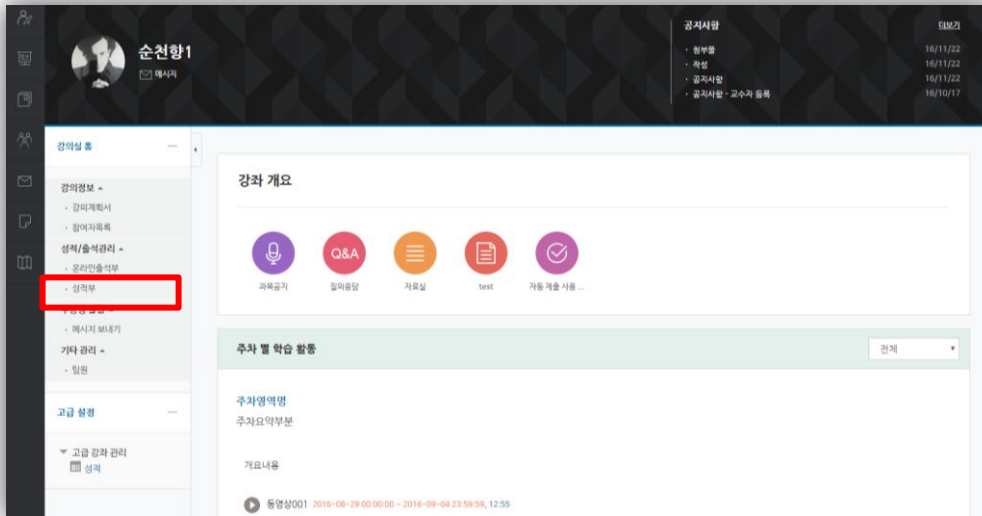 순천향1
메시지
공지사항 더보기
· 첨부물 16/11/22
· 작성 16/11/22
· 공지사항 16/11/22
· 공지사항 - 교수자 등록 16/10/17
강의실 홈
강의정보
· 강의계획서
· 참여자목록
성적/출석관리
· 온라인출석부
· 성적부
· 메시지 보내기
기타 관리
· 팀원
고급 설정
고급 강좌 관리
성적
강좌 개요
Q&A
과목공지 질의응답 자료실 test 자동 제출 사용 ...
주차 별 학습 활동 전체
주차영역명
주차요약부분
개요내용
동영상001 2016-08-29 00:00:00 ~ 2016-09-04 23:59:59, 12:55